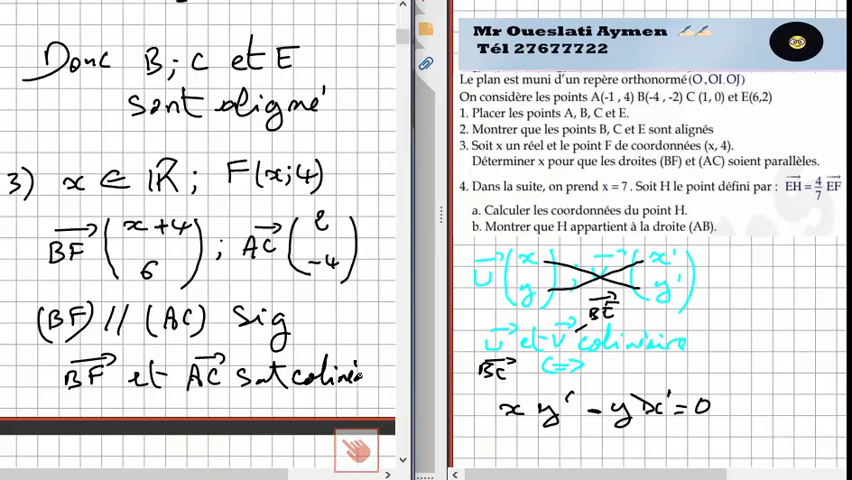 Donc B ; C et E
sont aligné
3) x ∈ ℝ ; F(x;4)
BF (x+4 6) ; AC (2 -4)
(BF) // (AC) Sig
BF et AC sont coliné
Mr Oueslati Aymen ✍🏻✍🏻
Tél 27677722
Le plan est muni d'un repère orthonormé (O, OI. OJ)
On considère les points A(-1 , 4) B(-4 , -2) C (1, 0) et E(6,2)
1. Placer les points A, B, C et E.
2. Montrer que les points B, C et E sont alignés
3. Soit x un réel et le point F de coordonnées (x, 4).
Déterminer x pour que les droites (BF) et (AC) soient parallèles.
4. Dans la suite, on prend x = 7 . Soit H le point défini par : EH = 4/7 EF
a. Calculer les coordonnées du point H.
b. Montrer que H appartient à la droite (AB).
U (x y) ; V (x' y')
BE
U et V coliniaire
BC <=>
x y' - y x' = 0